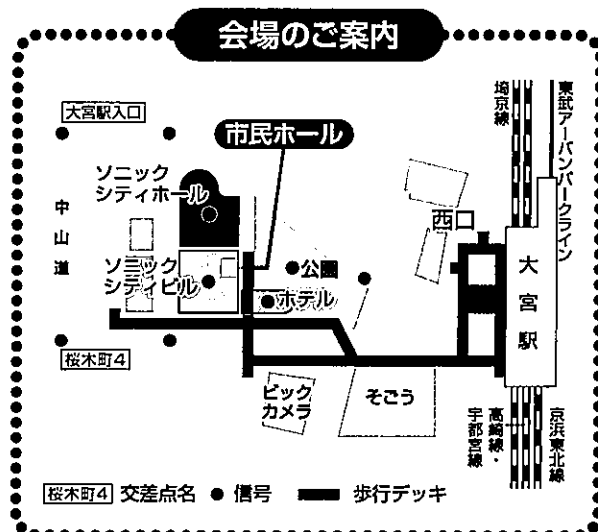 会場のご案内
大宮駅入口
市民ホール
埼京線
東武アーバンパークライン
ソニック
シティホール
中山道
西口
大宮駅
ソニック
シティビル
公園
ホテル
桜木町4
ビック
カメラ
そごう
高崎線・
宇都宮線
京浜東北線
桜木町4 交差点名 ● 信号 歩行デッキ